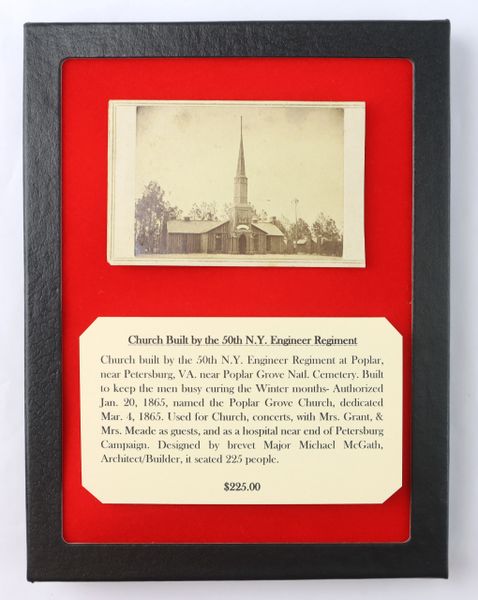 Church Built by the 50th N.Y. Engineer Regiment
Church built by the 50th N.Y. Engineer Regiment at Poplar,
near Petersburg, VA. near Poplar Grove Natl. Cemetery. Built
to keep the men busy curing the Winter months- Authorized
Jan. 20, 1865, named the Poplar Grove Church, dedicated
Mar. 4, 1865. Used for Church, concerts, with Mrs. Grant, &
Mrs. Meade as guests, and as a hospital near end of Petersburg
Campaign. Designed by brevet Major Michael McGath,
Architect/Builder, it seated 225 people.
$225.00